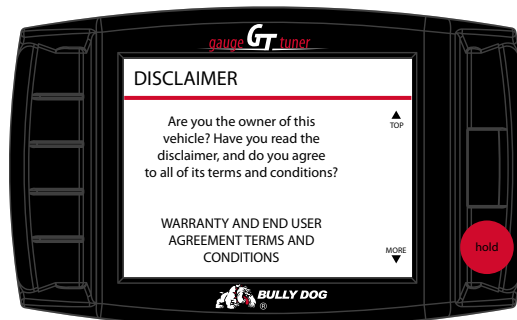 gauge GT tuner
DISCLAIMER
Are you the owner of this
vehicle? Have you read the
disclaimer, and do you agree
to all of its terms and conditions?
TOP
WARRANTY AND END USER
AGREEMENT TERMS AND
CONDITIONS
MORE
hold
BULLY DOG
®